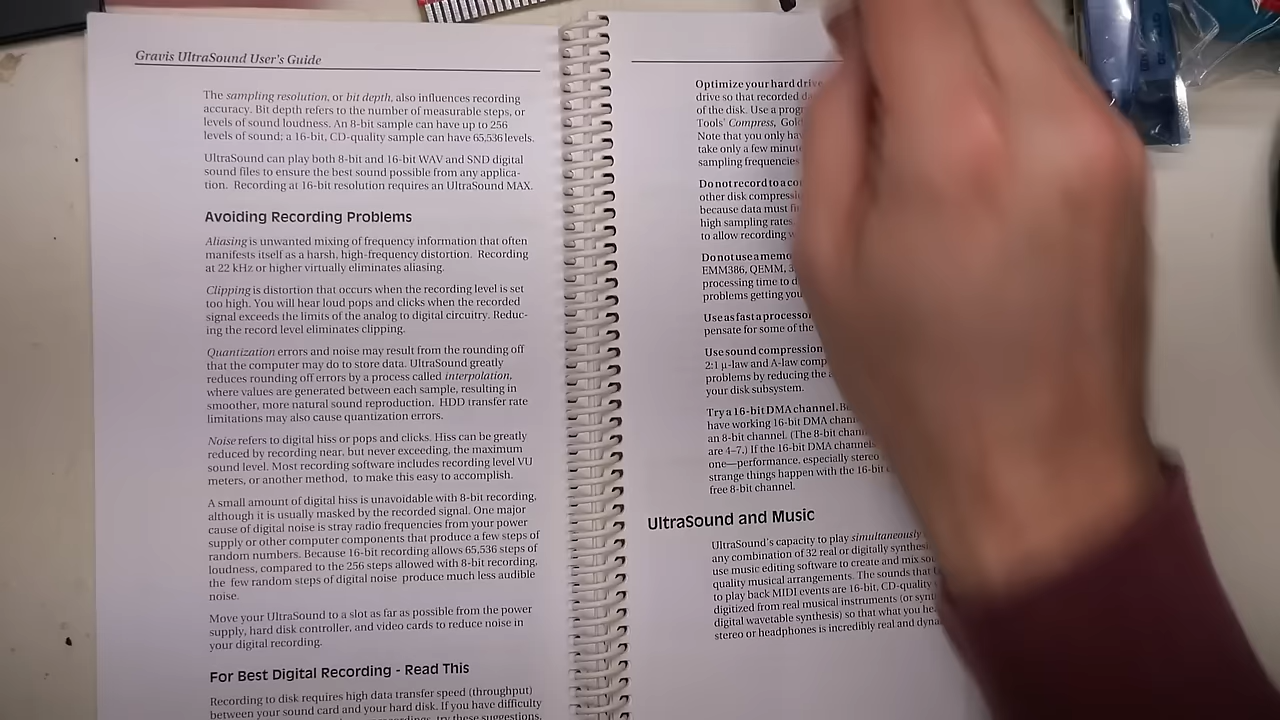 Gravis UltraSound User's Guide
The sampling resolution, or bit depth, also influences recording
accuracy. Bit depth refers to the number of measurable steps, or
levels of sound loudness. An 8-bit sample can have up to 256
levels of sound; a 16-bit, CD-quality sample can have 65,536 levels.
UltraSound can play both 8-bit and 16-bit WAV and SND digital
sound files to ensure the best sound possible from any applica-
tion. Recording at 16-bit resolution requires an UltraSound MAX.
Avoiding Recording Problems
Aliasing is unwanted mixing of frequency information that often
manifests itself as a harsh, high-frequency distortion. Recording
at 22 kHz or higher virtually eliminates aliasing.
Clipping is distortion that occurs when the recording level is set
too high. You will hear loud pops and clicks when the recorded
signal exceeds the limits of the analog to digital circuitry. Reduc-
ing the record level eliminates clipping.
Quantization errors and noise may result from the rounding off
that the computer may do to store data. UltraSound greatly
reduces rounding off errors by a process called interpolation,
where values are generated between each sample, resulting in
smoother, more natural sound reproduction. HDD transfer rate
limitations may also cause quantization errors.
Noise refers to digital hiss or pops and clicks. Hiss can be greatly
reduced by recording near, but never exceeding, the maximum
sound level. Most recording software includes recording level VU
meters, or another method, to make this easy to accomplish.
A small amount of digital hiss is unavoidable with 8-bit recording,
although it is usually masked by the recorded signal. One major
cause of digital noise is stray radio frequencies from your power
supply or other computer components that produce a few steps of
random numbers. Because 16-bit recording allows 65,536 steps of
loudness, compared to the 256 steps allowed with 8-bit recording,
the few random steps of digital noise produce much less audible
noise.
Move your UltraSound to a slot as far as possible from the power
supply, hard disk controller, and video cards to reduce noise in
your digital recording.
For Best Digital Recording - Read This
Recording to disk requires high data transfer speed (throughput)
between your sound card and your hard disk. If you have difficulty
try these suggestions.
Optimize your hard drive
drive so that recorded
of the disk. Use a
Tools' Compress,
Note that you only
take only a few
sampling frequencies
Do not record to a
other disk
because data must
high sampling rates
to allow recording
Do not use a
EMM386, QEMM,
processing time to
problems getting
Use as fast a
pensate for some of the
Use sound compression
2:1 μ-law and A-law
problems by reducing the
your disk subsystem.
Try a 16-bit DMA channel.
have working 16-bit DMA
an 8-bit channel. (The 8-bit
are 4–7.) If the 16-bit DMA
one—performance, especially stereo
strange things happen with the 16-bit
free 8-bit channel.
UltraSound and Music
UltraSound's capacity to play simultaneously
any combination of 32 real or digitally
use music editing software to create and mix
quality musical arrangements. The sounds that
to play back MIDI events are 16-bit, CD-quality
digitized from real musical instruments (or
digital wavetable synthesis) so that what you
stereo or headphones is incredibly real and